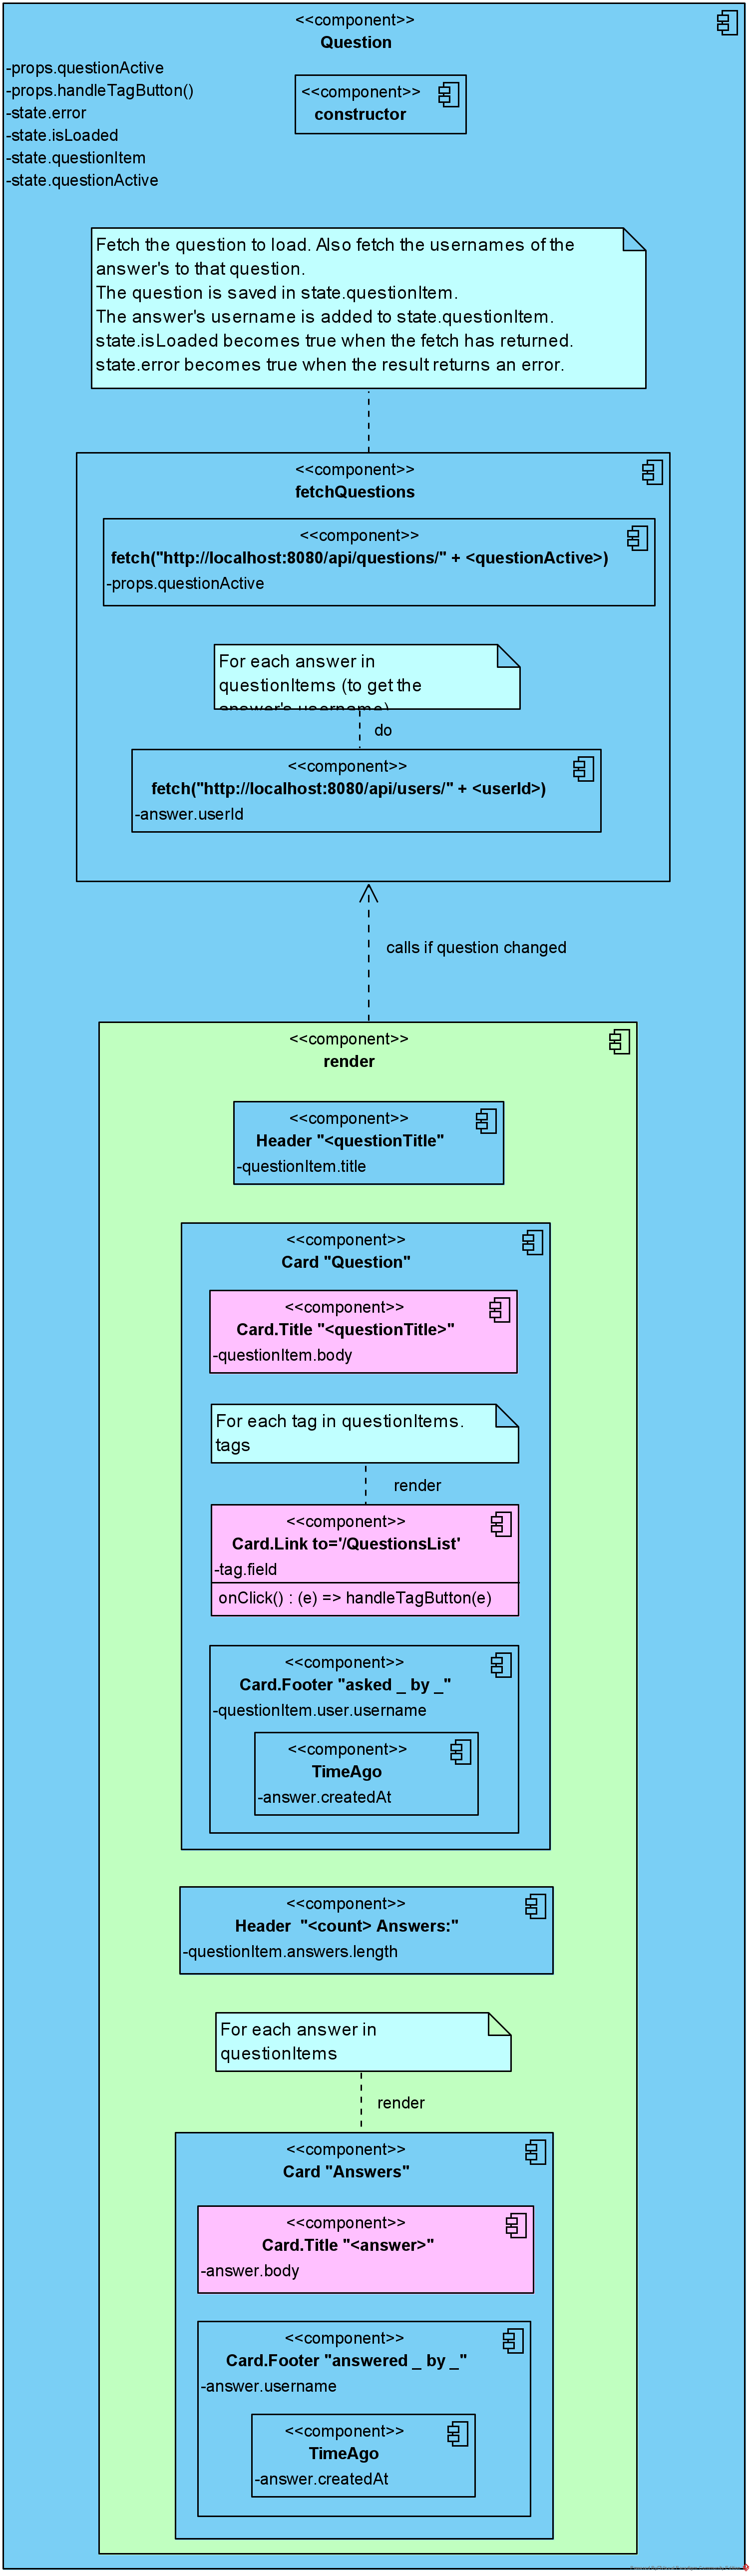 <<component>>
Question
-props.questionActive
-props.handleTagButton()
-state.error
-state.isLoaded
-state.questionItem
-state.questionActive
<<component>>
constructor
Fetch the question to load. Also fetch the usernames of the
answer's to that question.
The question is saved in state.questionItem.
The answer's username is added to state.questionItem.
state.isLoaded becomes true when the fetch has returned.
state.error becomes true when the result returns an error.
<<component>>
fetchQuestions
<<component>>
fetch("http://localhost:8080/api/questions/" + <questionActive>)
-props.questionActive
For each answer in
questionItems (to get the
answer's username)
do
<<component>>
fetch("http://localhost:8080/api/users/" + <userId>)
-answer.userId
calls if question changed
<<component>>
render
<<component>>
Header "<questionTitle"
-questionItem.title
<<component>>
Card "Question"
<<component>>
Card.Title "<questionTitle>"
-questionItem.body
For each tag in questionItems.
tags
render
<<component>>
Card.Link to='/QuestionsList'
-tag.field
onClick() : (e) => handleTagButton(e)
<<component>>
Card.Footer "asked _ by _"
-questionItem.user.username
<<component>>
TimeAgo
-answer.createdAt
<<component>>
Header "<count> Answers:"
-questionItem.answers.length
For each answer in
questionItems
render
<<component>>
Card "Answers"
<<component>>
Card.Title "<answer>"
-answer.body
<<component>>
Card.Footer "answered _ by _"
-answer.username
<<component>>
TimeAgo
-answer.createdAt